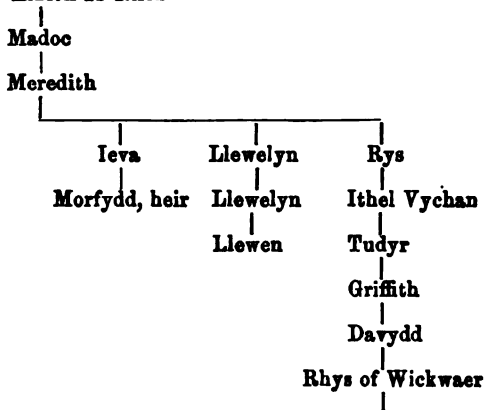 Madoc
Meredith
Ieva Llewelyn Rys
Morfydd, heir Llewelyn Ithel Vychan
Llewen Tudyr
Griffith
Davydd
Rhys of Wickwaer